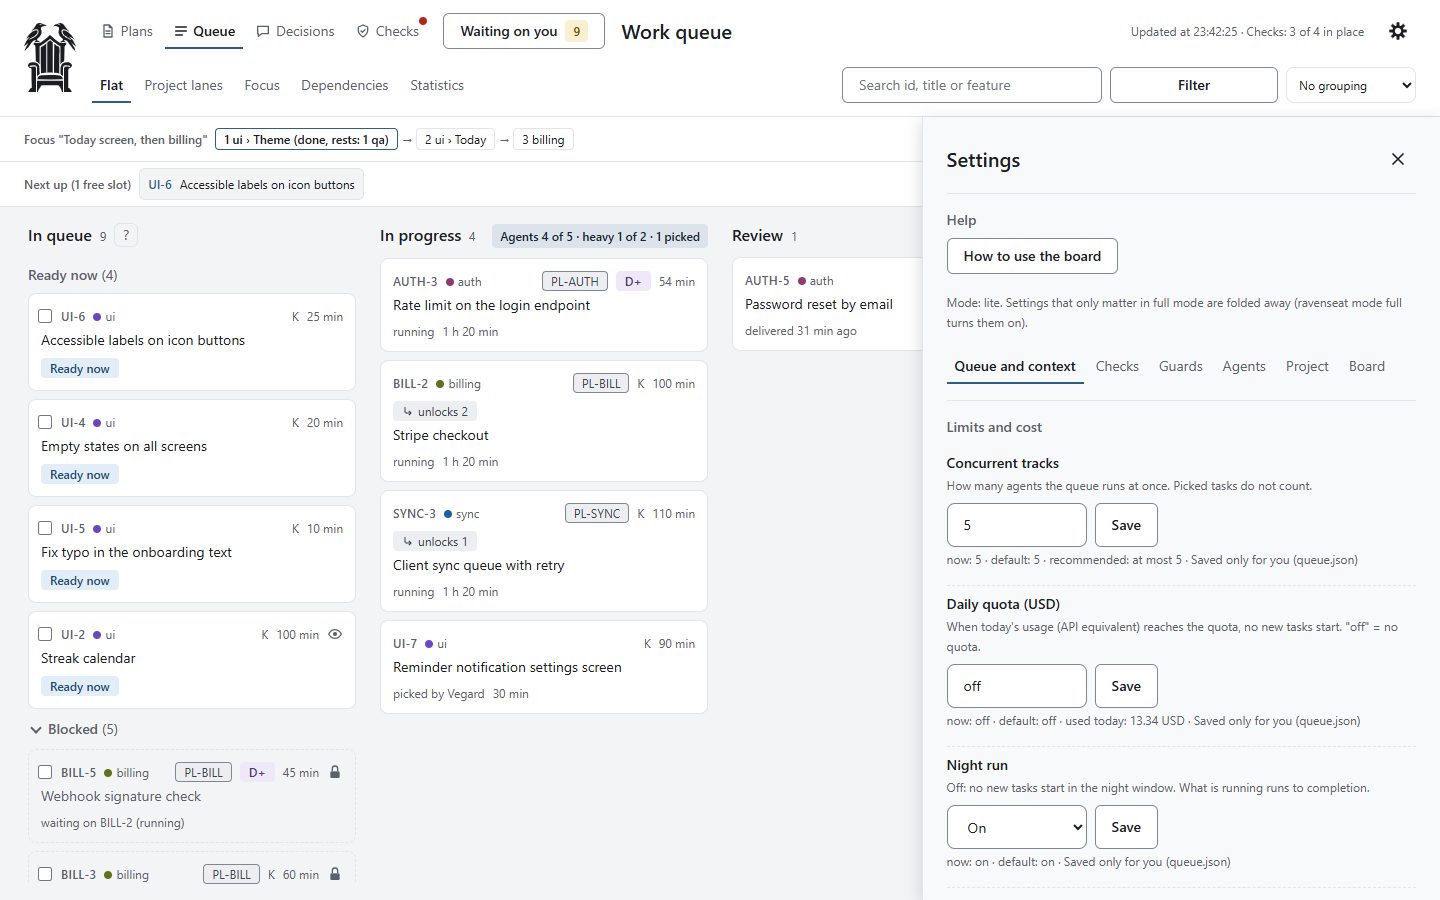 Plans
Queue
Decisions
Checks
Waiting on you 9
Work queue
Updated at 23:42:25 · Checks: 3 of 4 in place
Flat
Project lanes
Focus
Dependencies
Statistics
Search id, title or feature
Filter
No grouping
Focus "Today screen, then billing" 1 ui › Theme (done, rests: 1 qa) → 2 ui › Today → 3 billing
Next up (1 free slot) UI-6 Accessible labels on icon buttons
In queue 9 ?
Ready now (4)
UI-6 ui K 25 min
Accessible labels on icon buttons
Ready now
UI-4 ui K 20 min
Empty states on all screens
Ready now
UI-5 ui K 10 min
Fix typo in the onboarding text
Ready now
UI-2 ui K 100 min
Streak calendar
Ready now
Blocked (5)
BILL-5 billing PL-BILL D+ 45 min
Webhook signature check
waiting on BILL-2 (running)
BILL-3 billing PL-BILL K 60 min
In progress 4 Agents 4 of 5 · heavy 1 of 2 · 1 picked
AUTH-3 auth PL-AUTH D+ 54 min
Rate limit on the login endpoint
running 1 h 20 min
BILL-2 billing PL-BILL K 100 min
↳ unlocks 2
Stripe checkout
running 1 h 20 min
SYNC-3 sync PL-SYNC K 110 min
↳ unlocks 1
Client sync queue with retry
running 1 h 20 min
UI-7 ui K 90 min
Reminder notification settings screen
picked by Vegard 30 min
Review 1
AUTH-5 auth
Password reset by email
delivered 31 min ago
Settings
Help
How to use the board
Mode: lite. Settings that only matter in full mode are folded away (ravenseat mode full
turns them on).
Queue and context
Checks
Guards
Agents
Project
Board
Limits and cost
Concurrent tracks
How many agents the queue runs at once. Picked tasks do not count.
5 Save
now: 5 · default: 5 · recommended: at most 5 · Saved only for you (queue.json)
Daily quota (USD)
When today's usage (API equivalent) reaches the quota, no new tasks start. "off" = no
quota.
off Save
now: off · default: off · used today: 13.34 USD · Saved only for you (queue.json)
Night run
Off: no new tasks start in the night window. What is running runs to completion.
On Save
now: on · default: on · Saved only for you (queue.json)